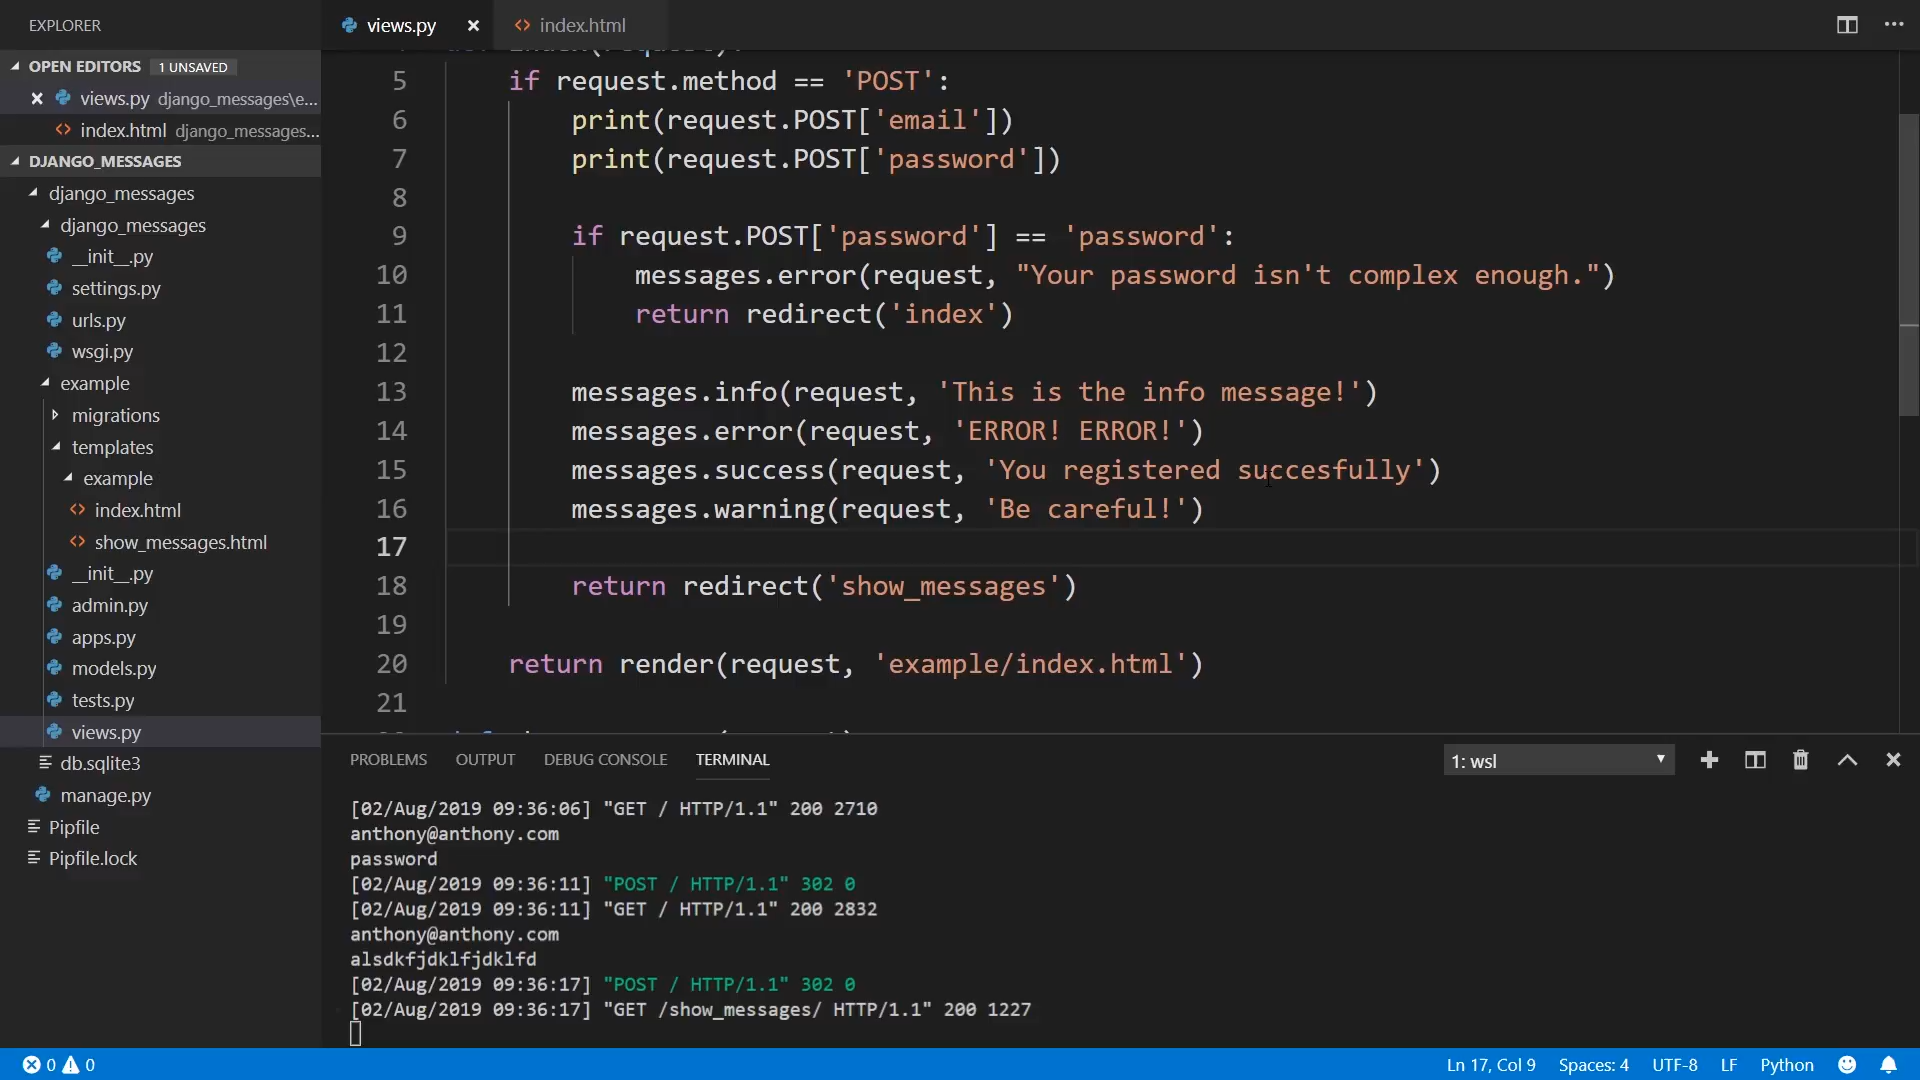 EXPLORER
OPEN EDITORS 1 UNSAVED
views.py django_messages\e...
index.html django_messages...
DJANGO_MESSAGES
django_messages
django_messages
__init__.py
settings.py
urls.py
wsgi.py
example
migrations
templates
example
index.html
show_messages.html
__init__.py
admin.py
apps.py
models.py
tests.py
views.py
db.sqlite3
manage.py
Pipfile
Pipfile.lock
views.py
index.html
5 if request.method == 'POST':
6 print(request.POST['email'])
7 print(request.POST['password'])
8
9 if request.POST['password'] == 'password':
10 messages.error(request, "Your password isn't complex enough.")
11 return redirect('index')
12
13 messages.info(request, 'This is the info message!')
14 messages.error(request, 'ERROR! ERROR!')
15 messages.success(request, 'You registered succesfully')
16 messages.warning(request, 'Be careful!')
17
18 return redirect('show_messages')
19
20 return render(request, 'example/index.html')
21
PROBLEMS OUTPUT DEBUG CONSOLE TERMINAL 1: wsl
[02/Aug/2019 09:36:06] "GET / HTTP/1.1" 200 2710
anthony@anthony.com
password
[02/Aug/2019 09:36:11] "POST / HTTP/1.1" 302 0
[02/Aug/2019 09:36:11] "GET / HTTP/1.1" 200 2832
anthony@anthony.com
alsdkfjdklfjdklfd
[02/Aug/2019 09:36:17] "POST / HTTP/1.1" 302 0
[02/Aug/2019 09:36:17] "GET /show_messages/ HTTP/1.1" 200 1227
0 0 Ln 17, Col 9 Spaces: 4 UTF-8 LF Python